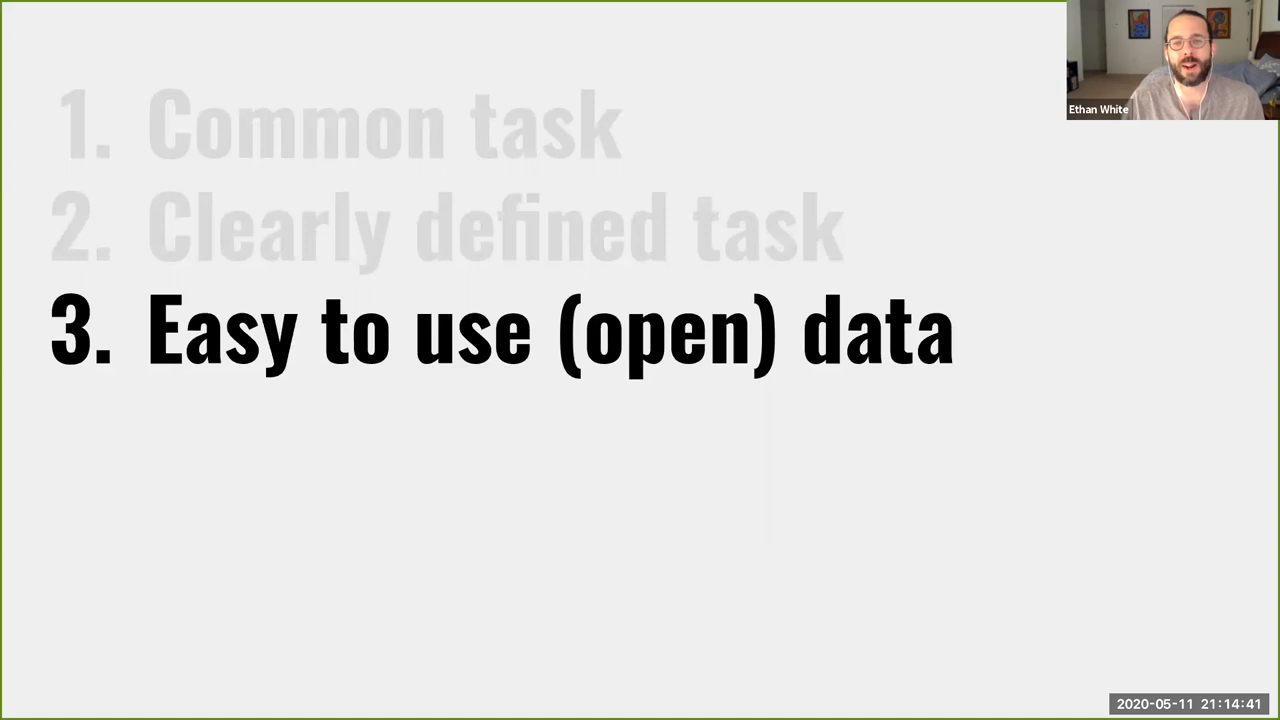 1. Common task
2. Clearly defined task
3. Easy to use (open) data
Ethan White
2020-05-11 21:14:41